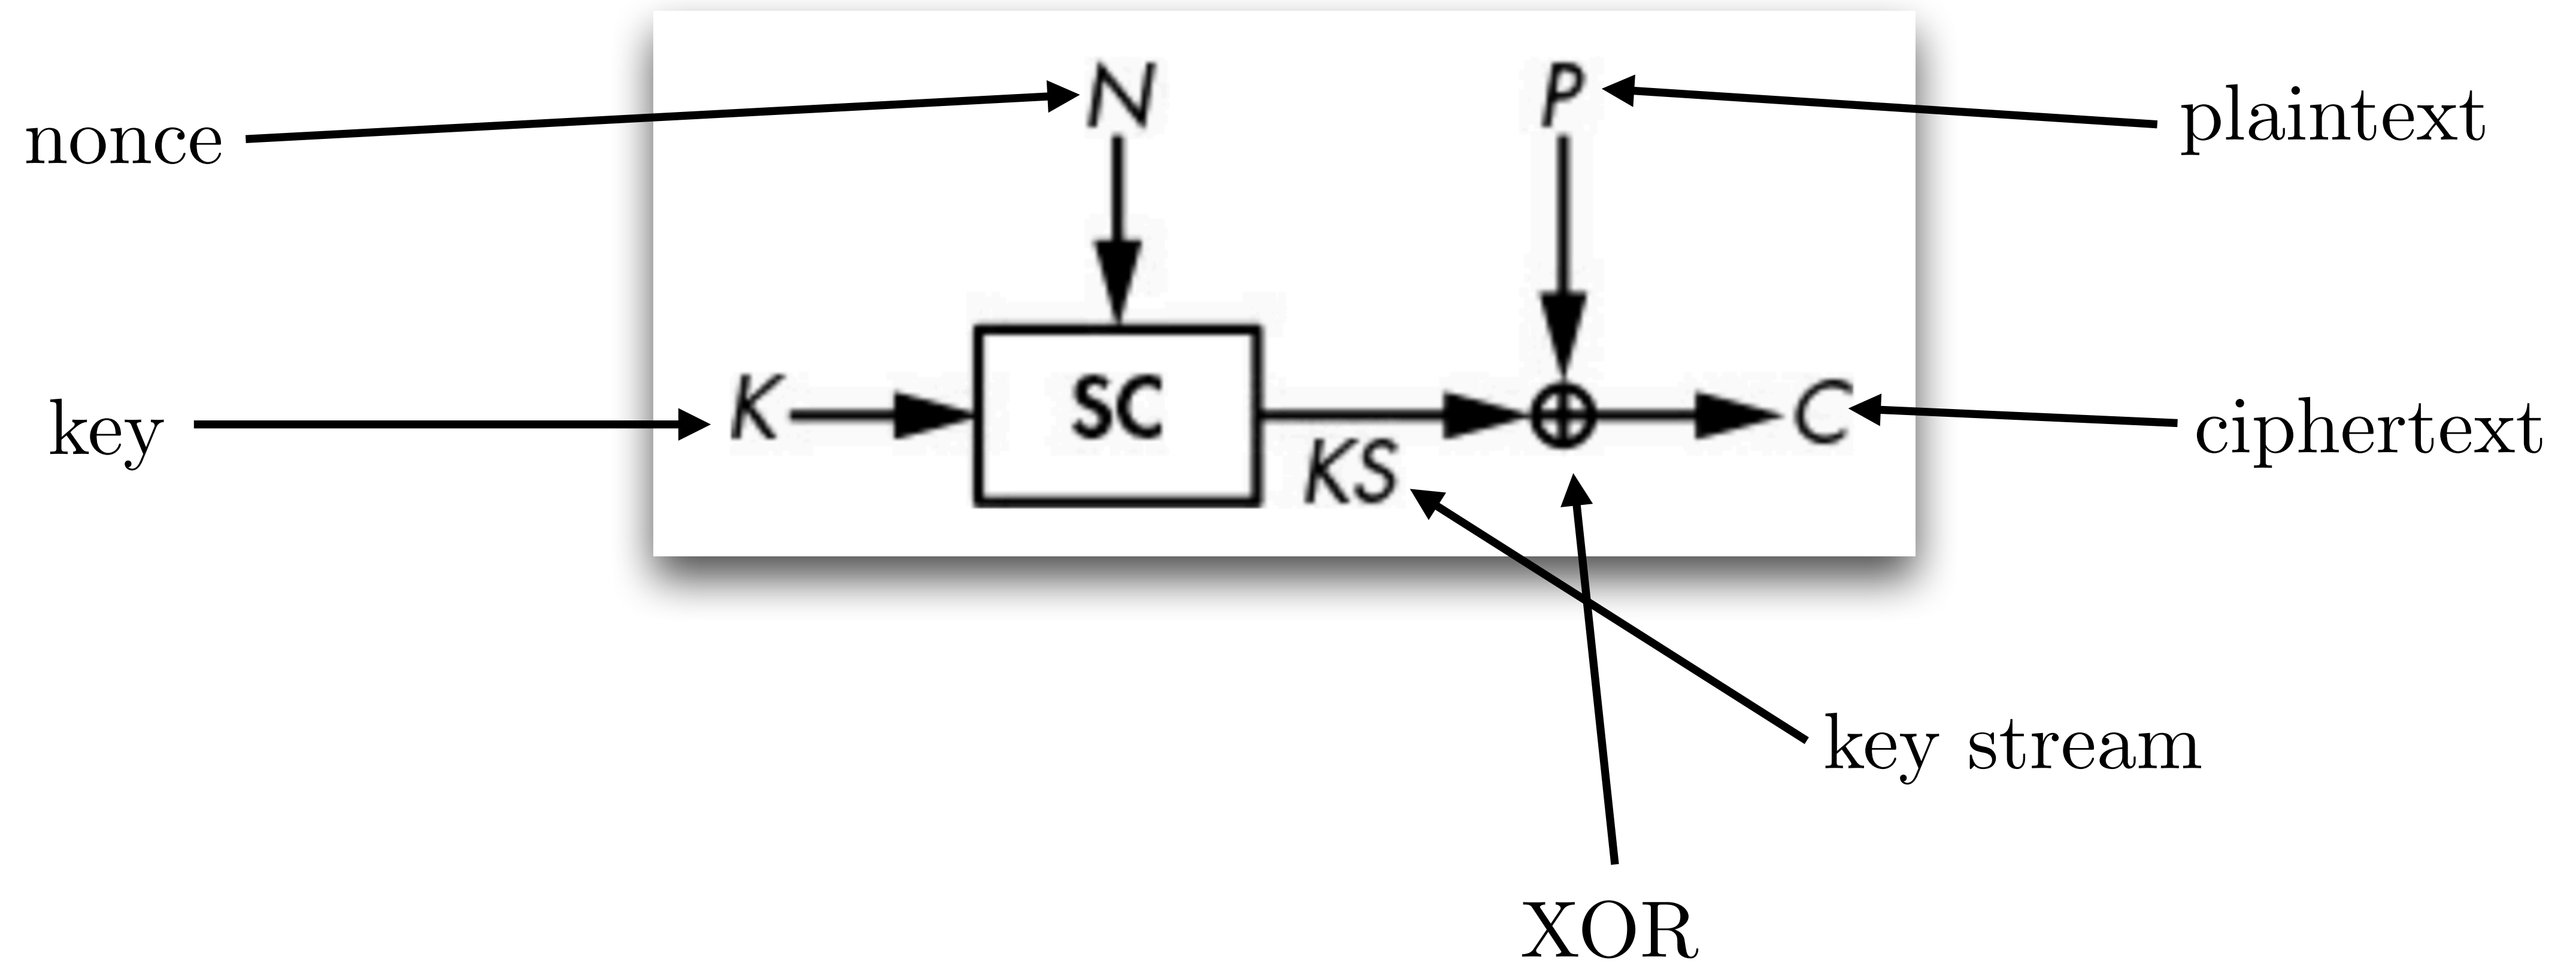 N
P
nonce
plaintext
K
SC
C
key
ciphertext
KS
key stream
XOR